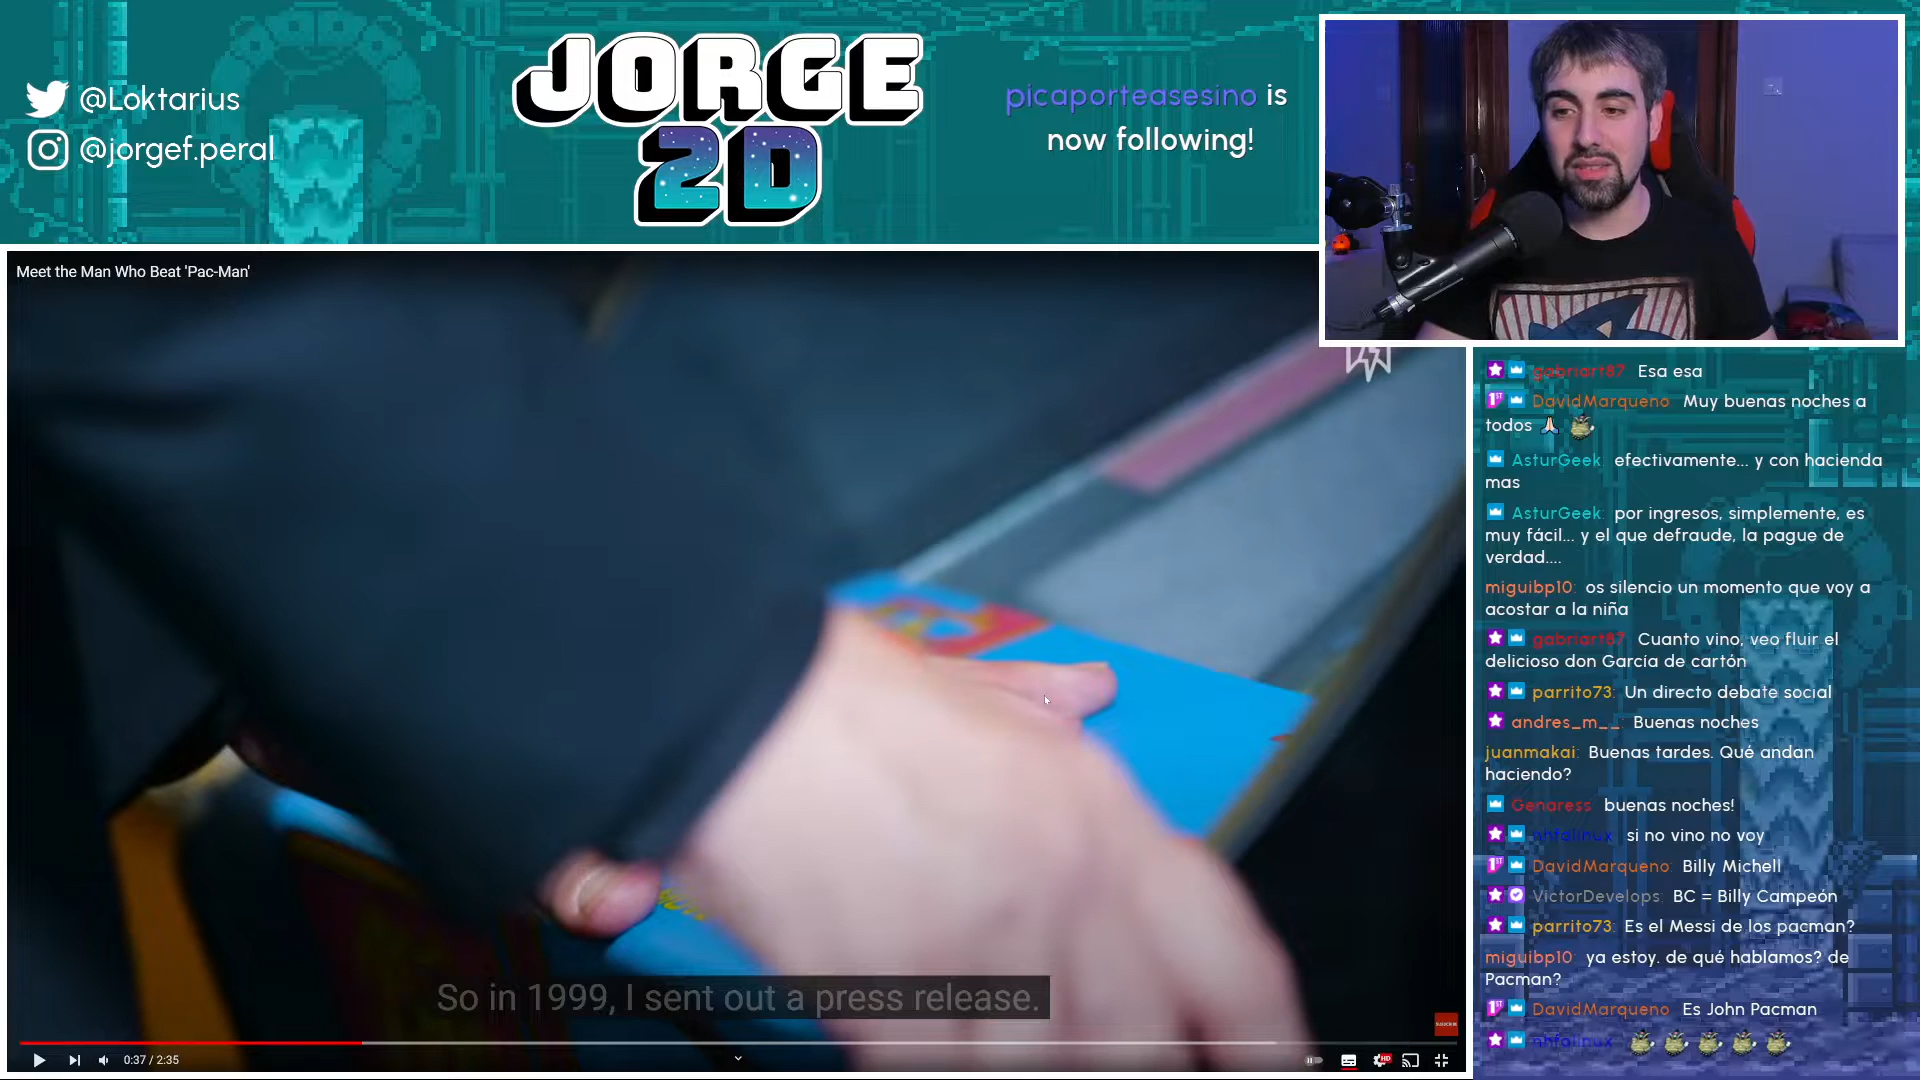 @Loktarius
@jorgef.peral
JORGE
2D
picaporteasesino is
now following!
Meet the Man Who Beat 'Pac-Man'
So in 1999, I sent out a press release.
0:37 / 2:35
HD
gabriart87 Esa esa
DavidMarqueno Muy buenas noches a
todos
AsturGeek: efectivamente... y con hacienda
mas
AsturGeek: por ingresos, simplemente, es
muy fácil... y el que defraude, la pague de
verdad....
miguibp10: os silencio un momento que voy a
acostar a la niña
gabriart87 Cuanto vino, veo fluir el
delicioso don García de cartón
parrito73: Un directo debate social
andres_m__: Buenas noches
juanmakai: Buenas tardes. Qué andan
haciendo?
Genaress buenas noches!
si no vino no voy
DavidMarqueno: Billy Michell
VictorDevelops: BC = Billy Campeón
parrito73: Es el Messi de los pacman?
miguibp10: ya estoy. de qué hablamos? de
Pacman?
DavidMarqueno Es John Pacman